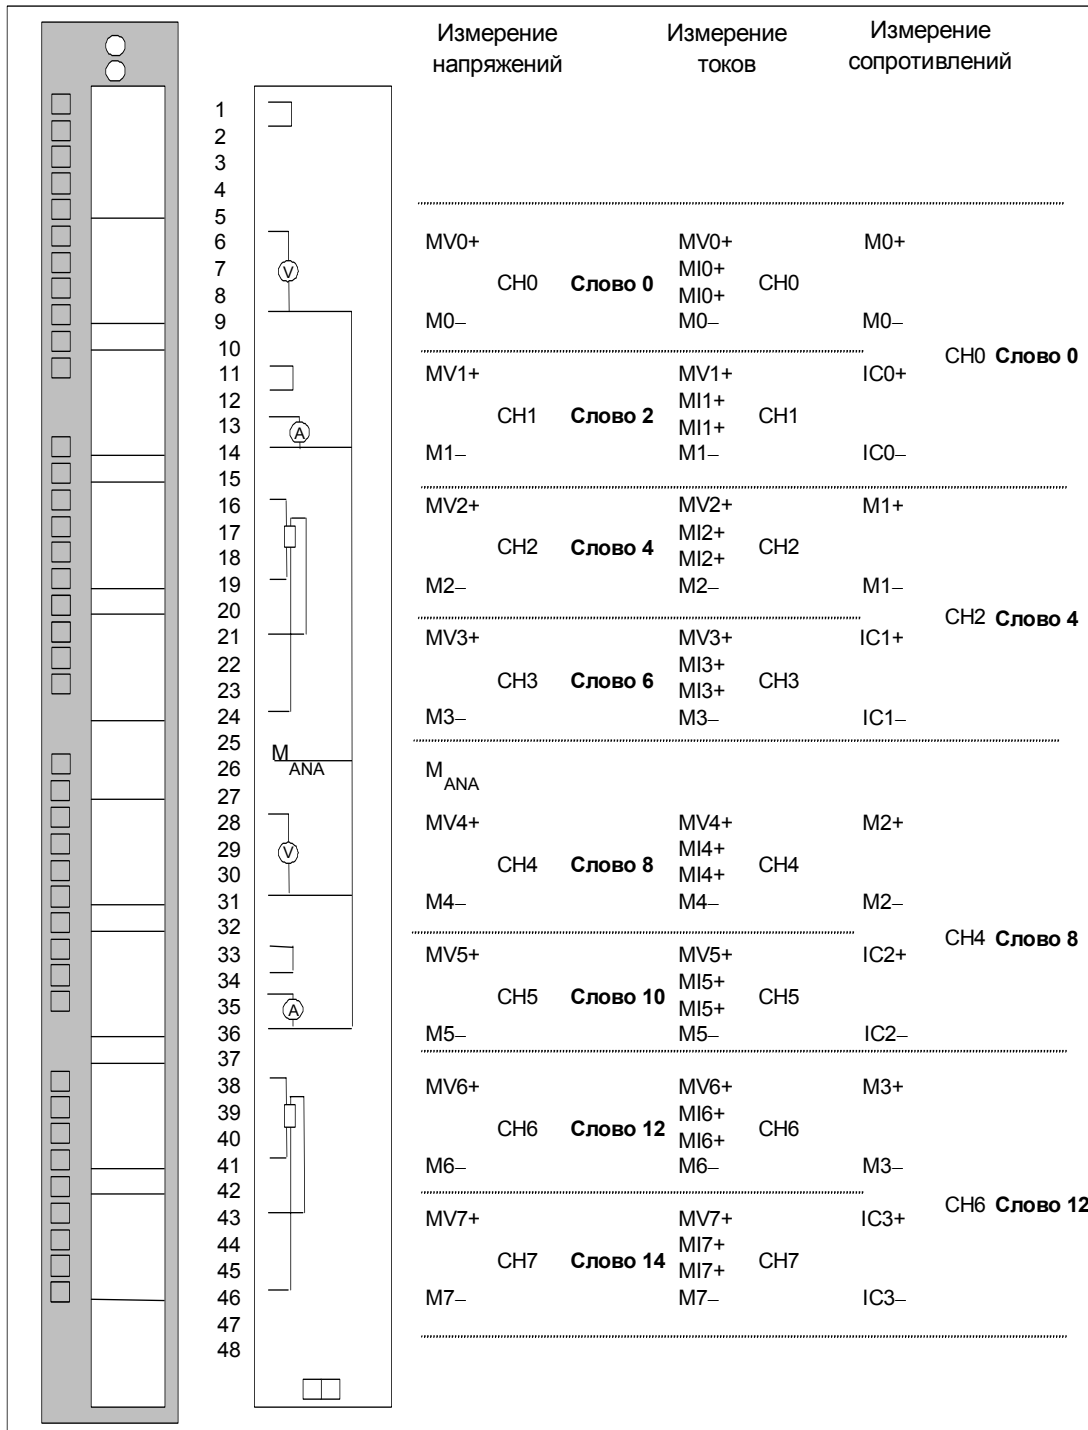 Измерение Измерение Измерение
напряжений токов сопротивлений
1
2
3
4
5
6 MV0+ MV0+ M0+
7 V MI0+
CH0 Слово 0 CH0
8 MI0+
9 M0– M0– M0–
10
CH0 Слово 0
11 MV1+ MV1+ IC0+
12 MI1+
CH1 Слово 2 CH1
13 A MI1+
14 M1– M1– IC0–
15
16 MV2+ MV2+ M1+
17 MI2+
CH2 Слово 4 CH2
18 MI2+
19 M2– M2– M1–
20
CH2 Слово 4
21 MV3+ MV3+ IC1+
22 MI3+
CH3 Слово 6 CH3
23 MI3+
24 M3– M3– IC1–
25
26 MANA MANA
27
28 MV4+ MV4+ M2+
29 V MI4+
CH4 Слово 8 CH4
30 MI4+
31 M4– M4– M2–
32
CH4 Слово 8
33 MV5+ MV5+ IC2+
34 MI5+
CH5 Слово 10 CH5
35 A MI5+
36 M5– M5– IC2–
37
38 MV6+ MV6+ M3+
39 MI6+
CH6 Слово 12 CH6
40 MI6+
41 M6– M6– M3–
42
CH6 Слово 12
43 MV7+ MV7+ IC3+
44 MI7+
CH7 Слово 14 CH7
45 MI7+
46 M7– M7– IC3–
47
48